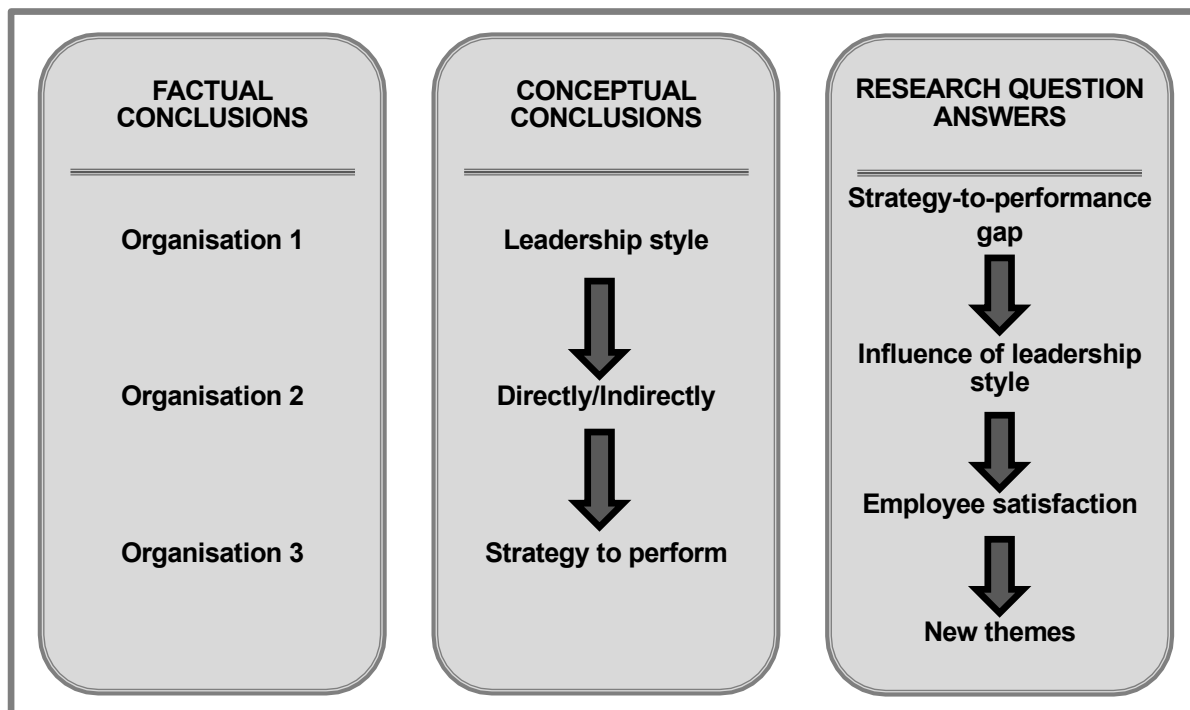 FACTUAL
CONCLUSIONS
Organisation 1
Organisation 2
Organisation 3
CONCEPTUAL
CONCLUSIONS
Leadership style
Directly/Indirectly
Strategy to perform
RESEARCH QUESTION
ANSWERS
Strategy-to-performance
gap
Influence of leadership
style
Employee satisfaction
New themes